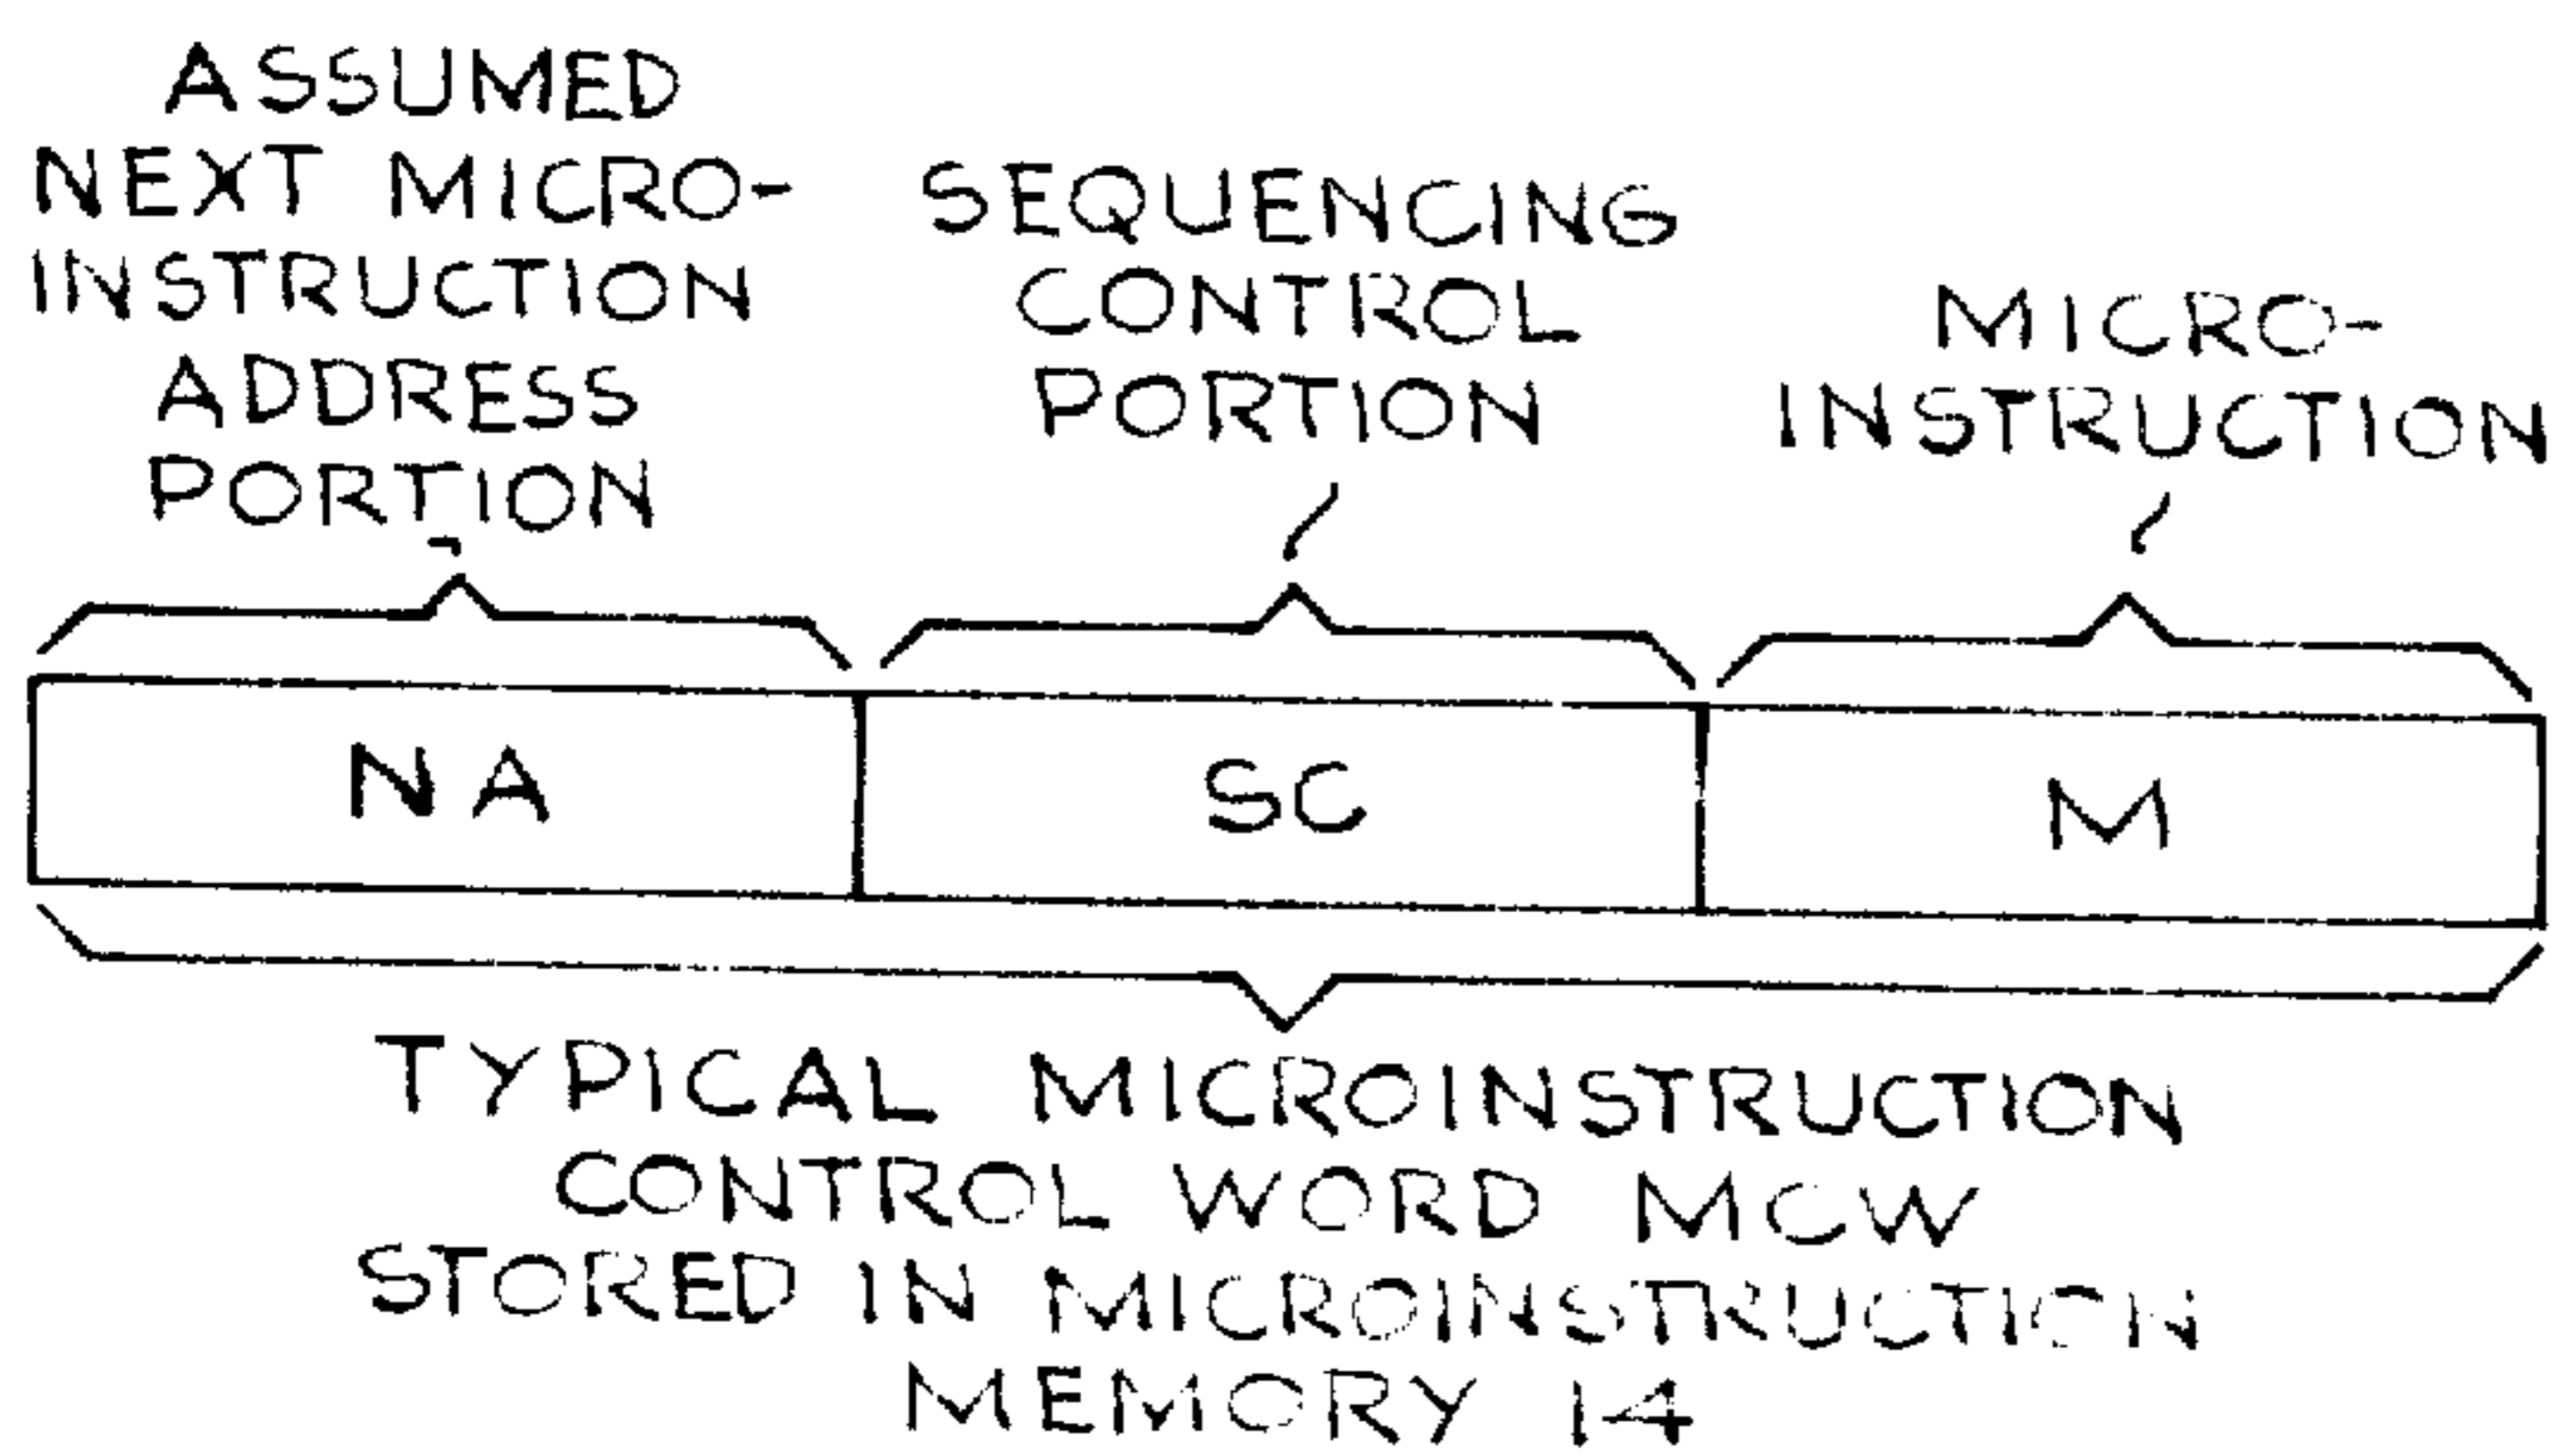 ASSUMED
NEXT MICRO-
INSTRUCTION
ADDRESS
PORTION
SEQUENCING
CONTROL
PORTION
MICRO-
INSTRUCTION
NA
SC
M
TYPICAL MICROINSTRUCTION
CONTROL WORD MCW
STORED IN MICROINSTRUCTION
MEMORY 14